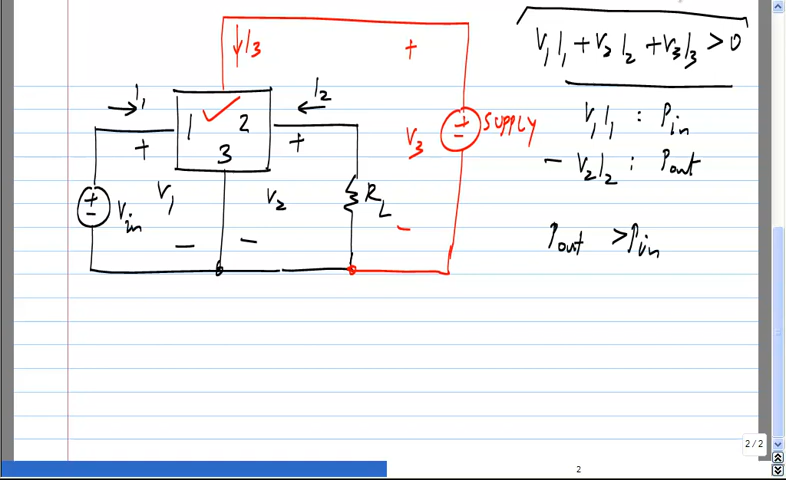 I3
+
V1I1 + V2I2 + V3I3 > 0
I1
I2
V1I1 : Pin
1 2
3
+
+
V3
+
−
SUPPLY
− V2I2 : Pout
+
−
Vin
V1
V2
RL
−
−
−
Pout > Pin
2/2
2